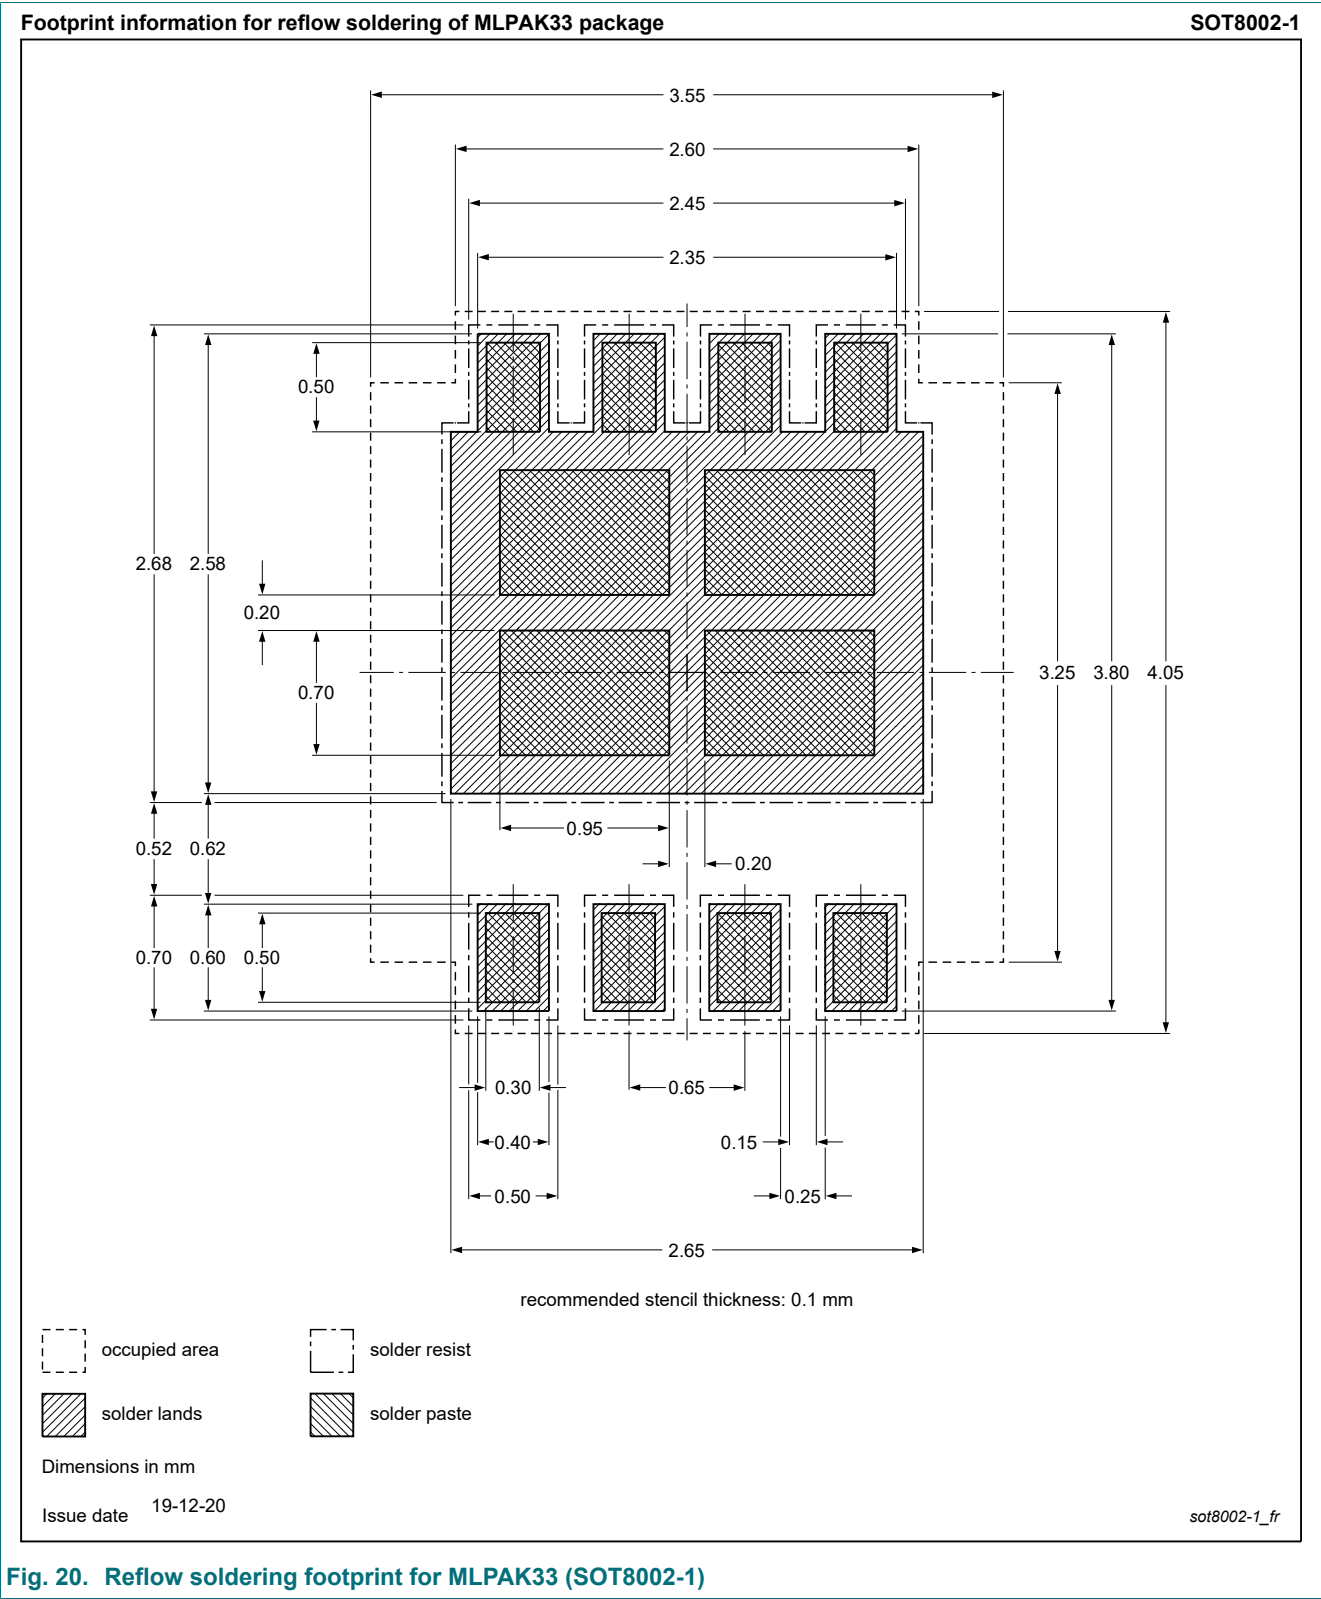 Footprint information for reflow soldering of MLPAK33 package SOT8002-1
3.55
2.60
2.45
2.35
0.50
2.68 2.58
0.20
0.70
3.25 3.80 4.05
0.95
0.52 0.62
0.20
0.70 0.60 0.50
0.30 0.65
0.40 0.15
0.50 0.25
2.65
recommended stencil thickness: 0.1 mm
occupied area solder resist
solder lands solder paste
Dimensions in mm
Issue date 19-12-20
sot8002-1_fr
Fig. 20. Reflow soldering footprint for MLPAK33 (SOT8002-1)